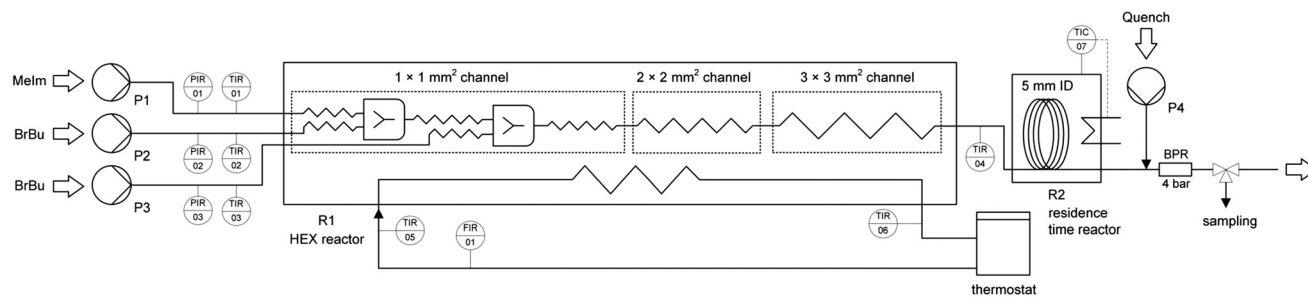 Quench
TIC
07
MeIm
P1
PIR
01
TIR
01
1 × 1 mm² channel
2 × 2 mm² channel
3 × 3 mm² channel
5 mm ID
P4
BrBu
P2
PIR
02
TIR
02
TIR
04
BPR
4 bar
BrBu
P3
PIR
03
TIR
03
R1
HEX reactor
TIR
05
FIR
01
TIR
06
R2
residence
time reactor
sampling
thermostat